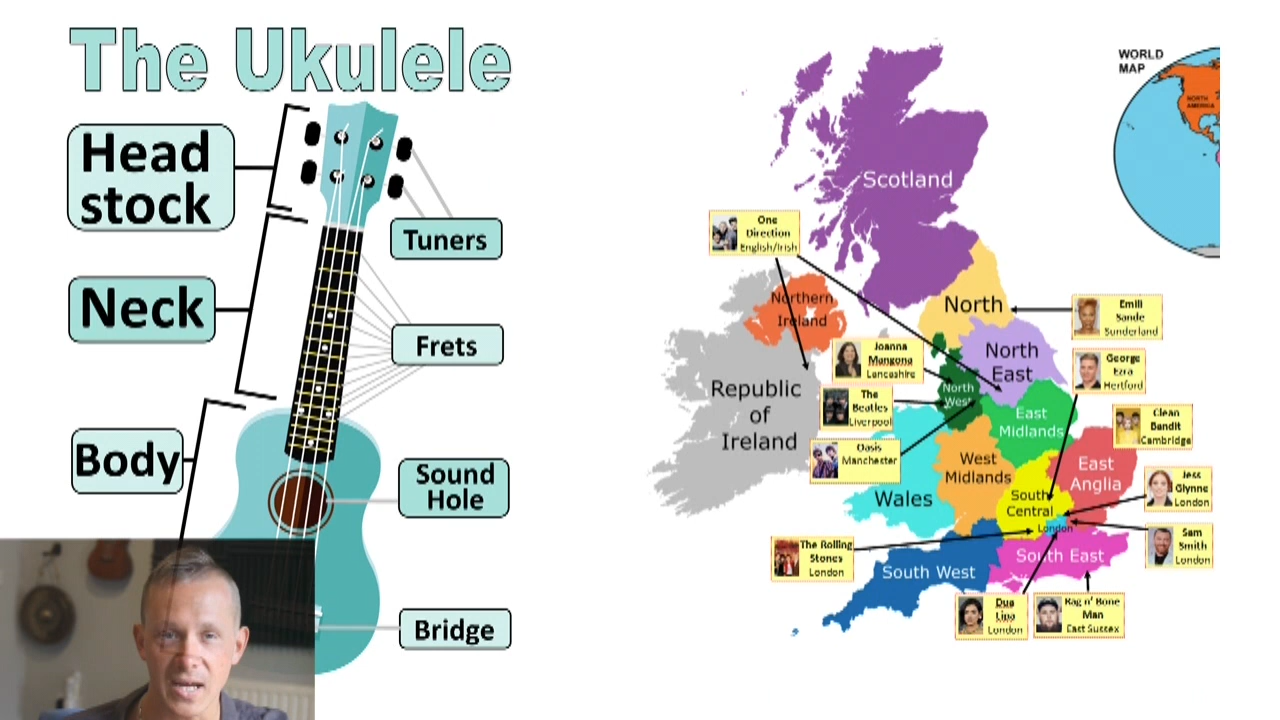 The Ukulele
Head
stock
Neck
Body
Tuners
Frets
Sound
Hole
Bridge
WORLD
MAP
NORTH
AMERICA
Scotland
One
Direction
English/Irish
Northern
Ireland
North
Emili
Sande
Sunderland
North
East
Joanna
Mangona
Lancashire
George
Ezra
Hertford
North
West
Republic
of
Ireland
The
Beatles
Liverpool
East
Midlands
Clean
Bandit
Cambridge
Oasis
Manchester
West
Midlands
East
Anglia
Wales
South
Central
Jess
Glynne
London
London
The Rolling
Stones
London
Sam
Smith
London
South West
South East
Dua
Lipa
London
Rag n' Bone
Man
East Sussex